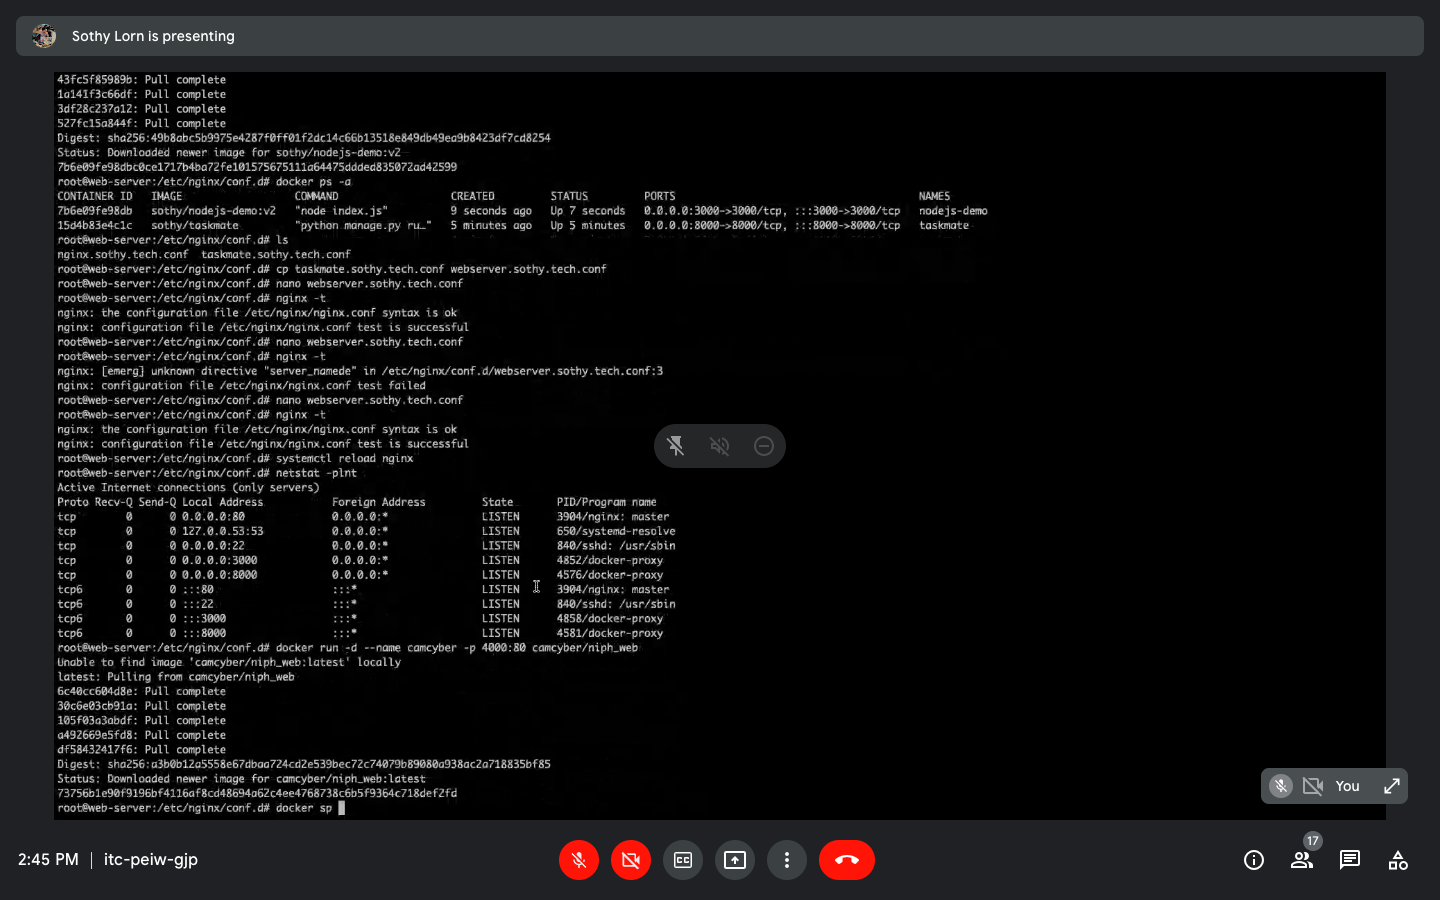 Sothy Lorn is presenting
43fc5f85989b: Pull complete
1a141f3c66df: Pull complete
3df28c237a12: Pull complete
527fc15a844f: Pull complete
Digest: sha256:49b8abc5b9975e4287f0ff01f2dc14c66b13518e849db49ea9b8423df7cd8254
Status: Downloaded newer image for sothy/nodejs-demo:v2
7b6e09fe98dbc0ce1717b4ba72fe101575675111a64475ddded835072ad42599
root@web-server:/etc/nginx/conf.d# docker ps -a
CONTAINER ID IMAGE COMMAND CREATED STATUS PORTS NAMES
7b6e09fe98db sothy/nodejs-demo:v2 "node index.js" 9 seconds ago Up 7 seconds 0.0.0.0:3000->3000/tcp, :::3000->3000/tcp nodejs-demo
15d4b83e4c1c sothy/taskmate "python manage.py ru…" 5 minutes ago Up 5 minutes 0.0.0.0:8000->8000/tcp, :::8000->8000/tcp taskmate
root@web-server:/etc/nginx/conf.d# ls
nginx.sothy.tech.conf taskmate.sothy.tech.conf
root@web-server:/etc/nginx/conf.d# cp taskmate.sothy.tech.conf webserver.sothy.tech.conf
root@web-server:/etc/nginx/conf.d# nano webserver.sothy.tech.conf
root@web-server:/etc/nginx/conf.d# nginx -t
nginx: the configuration file /etc/nginx/nginx.conf syntax is ok
nginx: configuration file /etc/nginx/nginx.conf test is successful
root@web-server:/etc/nginx/conf.d# nano webserver.sothy.tech.conf
root@web-server:/etc/nginx/conf.d# nginx -t
nginx: [emerg] unknown directive "server_namede" in /etc/nginx/conf.d/webserver.sothy.tech.conf:3
nginx: configuration file /etc/nginx/nginx.conf test failed
root@web-server:/etc/nginx/conf.d# nano webserver.sothy.tech.conf
root@web-server:/etc/nginx/conf.d# nginx -t
nginx: the configuration file /etc/nginx/nginx.conf syntax is ok
nginx: configuration file /etc/nginx/nginx.conf test is successful
root@web-server:/etc/nginx/conf.d# systemctl reload nginx
root@web-server:/etc/nginx/conf.d# netstat -plnt
Active Internet connections (only servers)
Proto Recv-Q Send-Q Local Address Foreign Address State PID/Program name
tcp 0 0 0.0.0.0:80 0.0.0.0:* LISTEN 3904/nginx: master
tcp 0 0 127.0.0.53:53 0.0.0.0:* LISTEN 650/systemd-resolve
tcp 0 0 0.0.0.0:22 0.0.0.0:* LISTEN 840/sshd: /usr/sbin
tcp 0 0 0.0.0.0:3000 0.0.0.0:* LISTEN 4852/docker-proxy
tcp 0 0 0.0.0.0:8000 0.0.0.0:* LISTEN 4576/docker-proxy
tcp6 0 0 :::80 :::* LISTEN 3904/nginx: master
tcp6 0 0 :::22 :::* LISTEN 840/sshd: /usr/sbin
tcp6 0 0 :::3000 :::* LISTEN 4858/docker-proxy
tcp6 0 0 :::8000 :::* LISTEN 4581/docker-proxy
root@web-server:/etc/nginx/conf.d# docker run -d --name camcyber -p 4000:80 camcyber/niph_web
Unable to find image 'camcyber/niph_web:latest' locally
latest: Pulling from camcyber/niph_web
6c40cc604d8e: Pull complete
30c6e03cb91a: Pull complete
105f03a3abdf: Pull complete
a492669e5fd8: Pull complete
df58432417f6: Pull complete
Digest: sha256:a3b0b12a5558e67dbaa724cd2e539bec72c74079b89080a938ac2a718835bf85
Status: Downloaded newer image for camcyber/niph_web:latest
73756b1e90f9196bf4116af8cd48694a62c4ee4768738c6b5f9364c718def2fd
root@web-server:/etc/nginx/conf.d# docker sp
You
2:45 PM | itc-peiw-gjp
CC
17